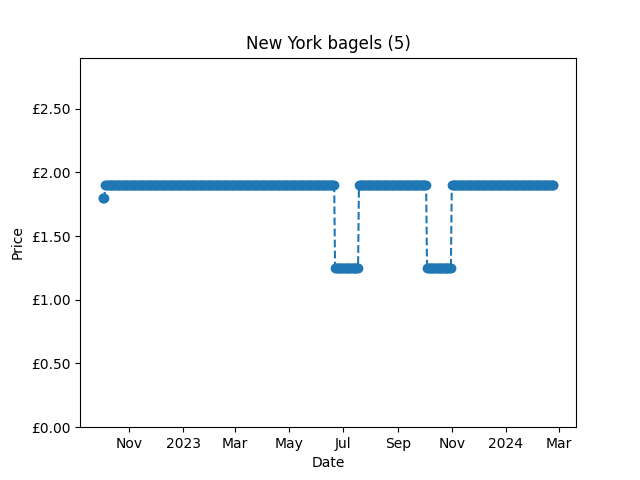 New York bagels (5)
£2.50
£2.00
£1.50
£1.00
£0.50
£0.00
Price
Nov 2023 Mar May Jul Sep Nov 2024 Mar
Date